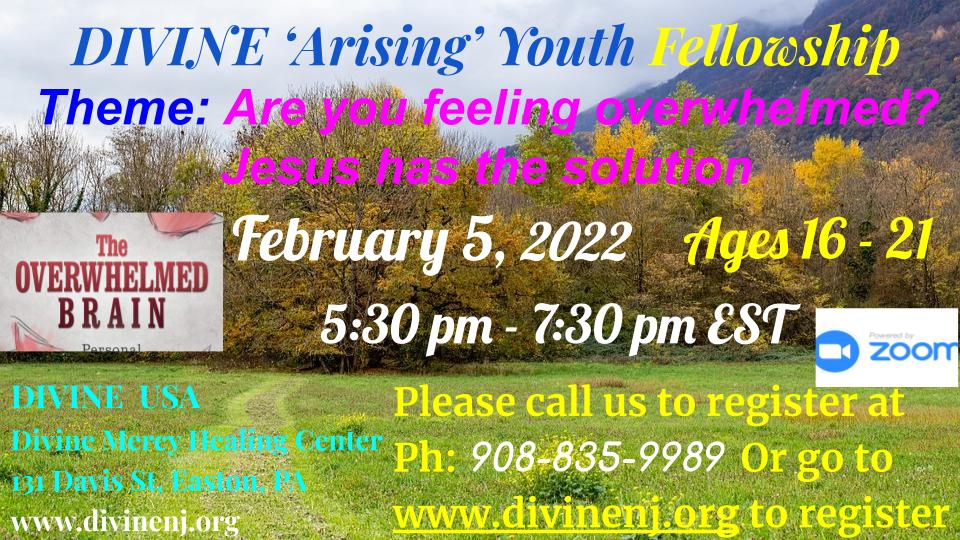 DIVINE ‘Arising’ Youth Fellowship
Theme: Are you feeling overwhelmed?
Jesus has the solution
The
OVERWHELMED
BRAIN
Personal
February 5, 2022
Ages 16 - 21
5:30 pm - 7:30 pm EST
Powered by
zoom
DIVINE USA
Divine Mercy Healing Center
131 Davis St, Easton, PA
www.divinenj.org
Please call us to register at
Ph: 908-835-9989 Or go to
www.divinenj.org to register